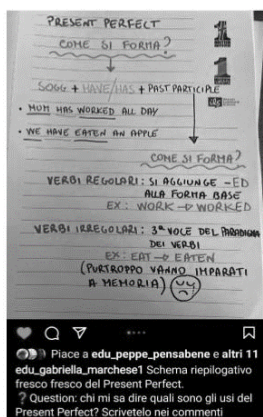 PRESENT PERFECT
COME SI FORMA?
SOGG + HAVE/HAS + PAST PARTICIPLE
• MUM HAS WORKED ALL DAY
• WE HAVE EATEN AN APPLE
COME SI FORMA?
VERBI REGOLARI: SI AGGIUNGE -ED
ALLA FORMA BASE
EX: WORK → WORKED
VERBI IRREGOLARI: 3ª VOCE DEL PARADIGMA
DEI VERBI
EX: EAT → EATEN
(PURTROPPO VANNO IMPARATI
A MEMORIA)
Piace a edu_peppe_pensabene e altri 11
edu_gabriella_marchese1 Schema riepilogativo
fresco fresco del Present Perfect.
❓Question: chi mi sa dire quali sono gli usi del
Present Perfect? Scrivetelo nei commenti